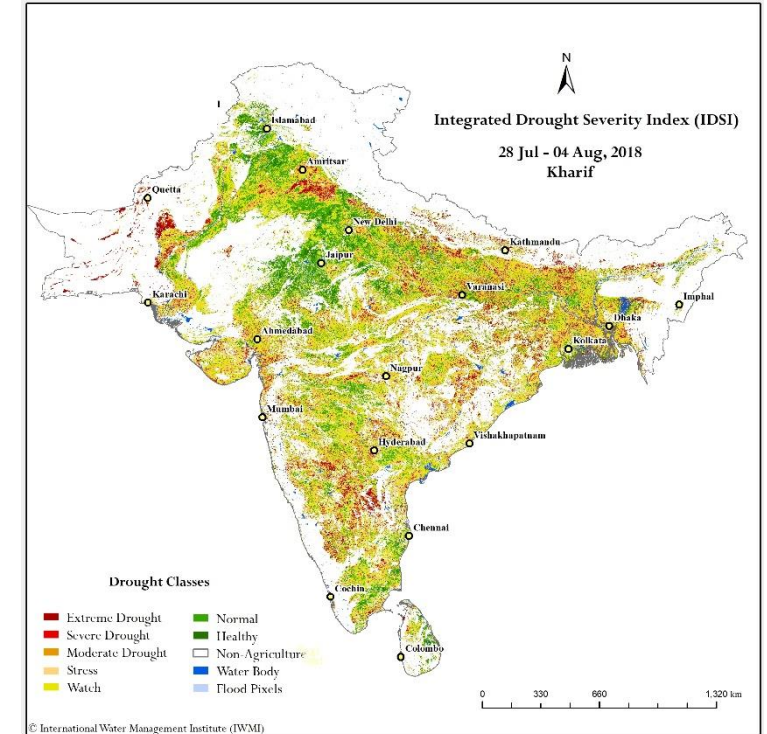 N
Integrated Drought Severity Index (IDSI)
28 Jul - 04 Aug, 2018
Kharif
I
Islamabad
Amritsar
Quetta
New Delhi
Kathmandu
Jaipur
Varanasi
Imphal
Karachi
Dhaka
Ahmedabad
Kolkata
Nagpur
Mumbai
Vishakhapatnam
Hyderabad
Chennai
Cochin
Colombo
Drought Classes
Extreme Drought
Severe Drought
Moderate Drought
Stress
Watch
Normal
Healthy
Non-Agriculture
Water Body
Flood Pixels
0 330 660 1,320 km
© International Water Management Institute (IWMI)